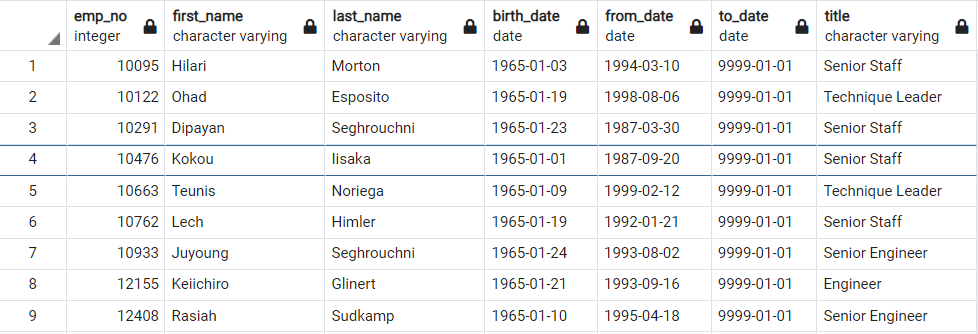 emp_no first_name last_name birth_date from_date to_date title
integer character varying character varying date date date character varying
1 10095 Hilari Morton 1965-01-03 1994-03-10 9999-01-01 Senior Staff
2 10122 Ohad Esposito 1965-01-19 1998-08-06 9999-01-01 Technique Leader
3 10291 Dipayan Seghrouchni 1965-01-23 1987-03-30 9999-01-01 Senior Staff
4 10476 Kokou Iisaka 1965-01-01 1987-09-20 9999-01-01 Senior Staff
5 10663 Teunis Noriega 1965-01-09 1999-02-12 9999-01-01 Technique Leader
6 10762 Lech Himler 1965-01-19 1992-01-21 9999-01-01 Senior Staff
7 10933 Juyoung Seghrouchni 1965-01-24 1993-08-02 9999-01-01 Senior Engineer
8 12155 Keiichiro Glinert 1965-01-21 1993-09-16 9999-01-01 Engineer
9 12408 Rasiah Sudkamp 1965-01-10 1995-04-18 9999-01-01 Senior Engineer